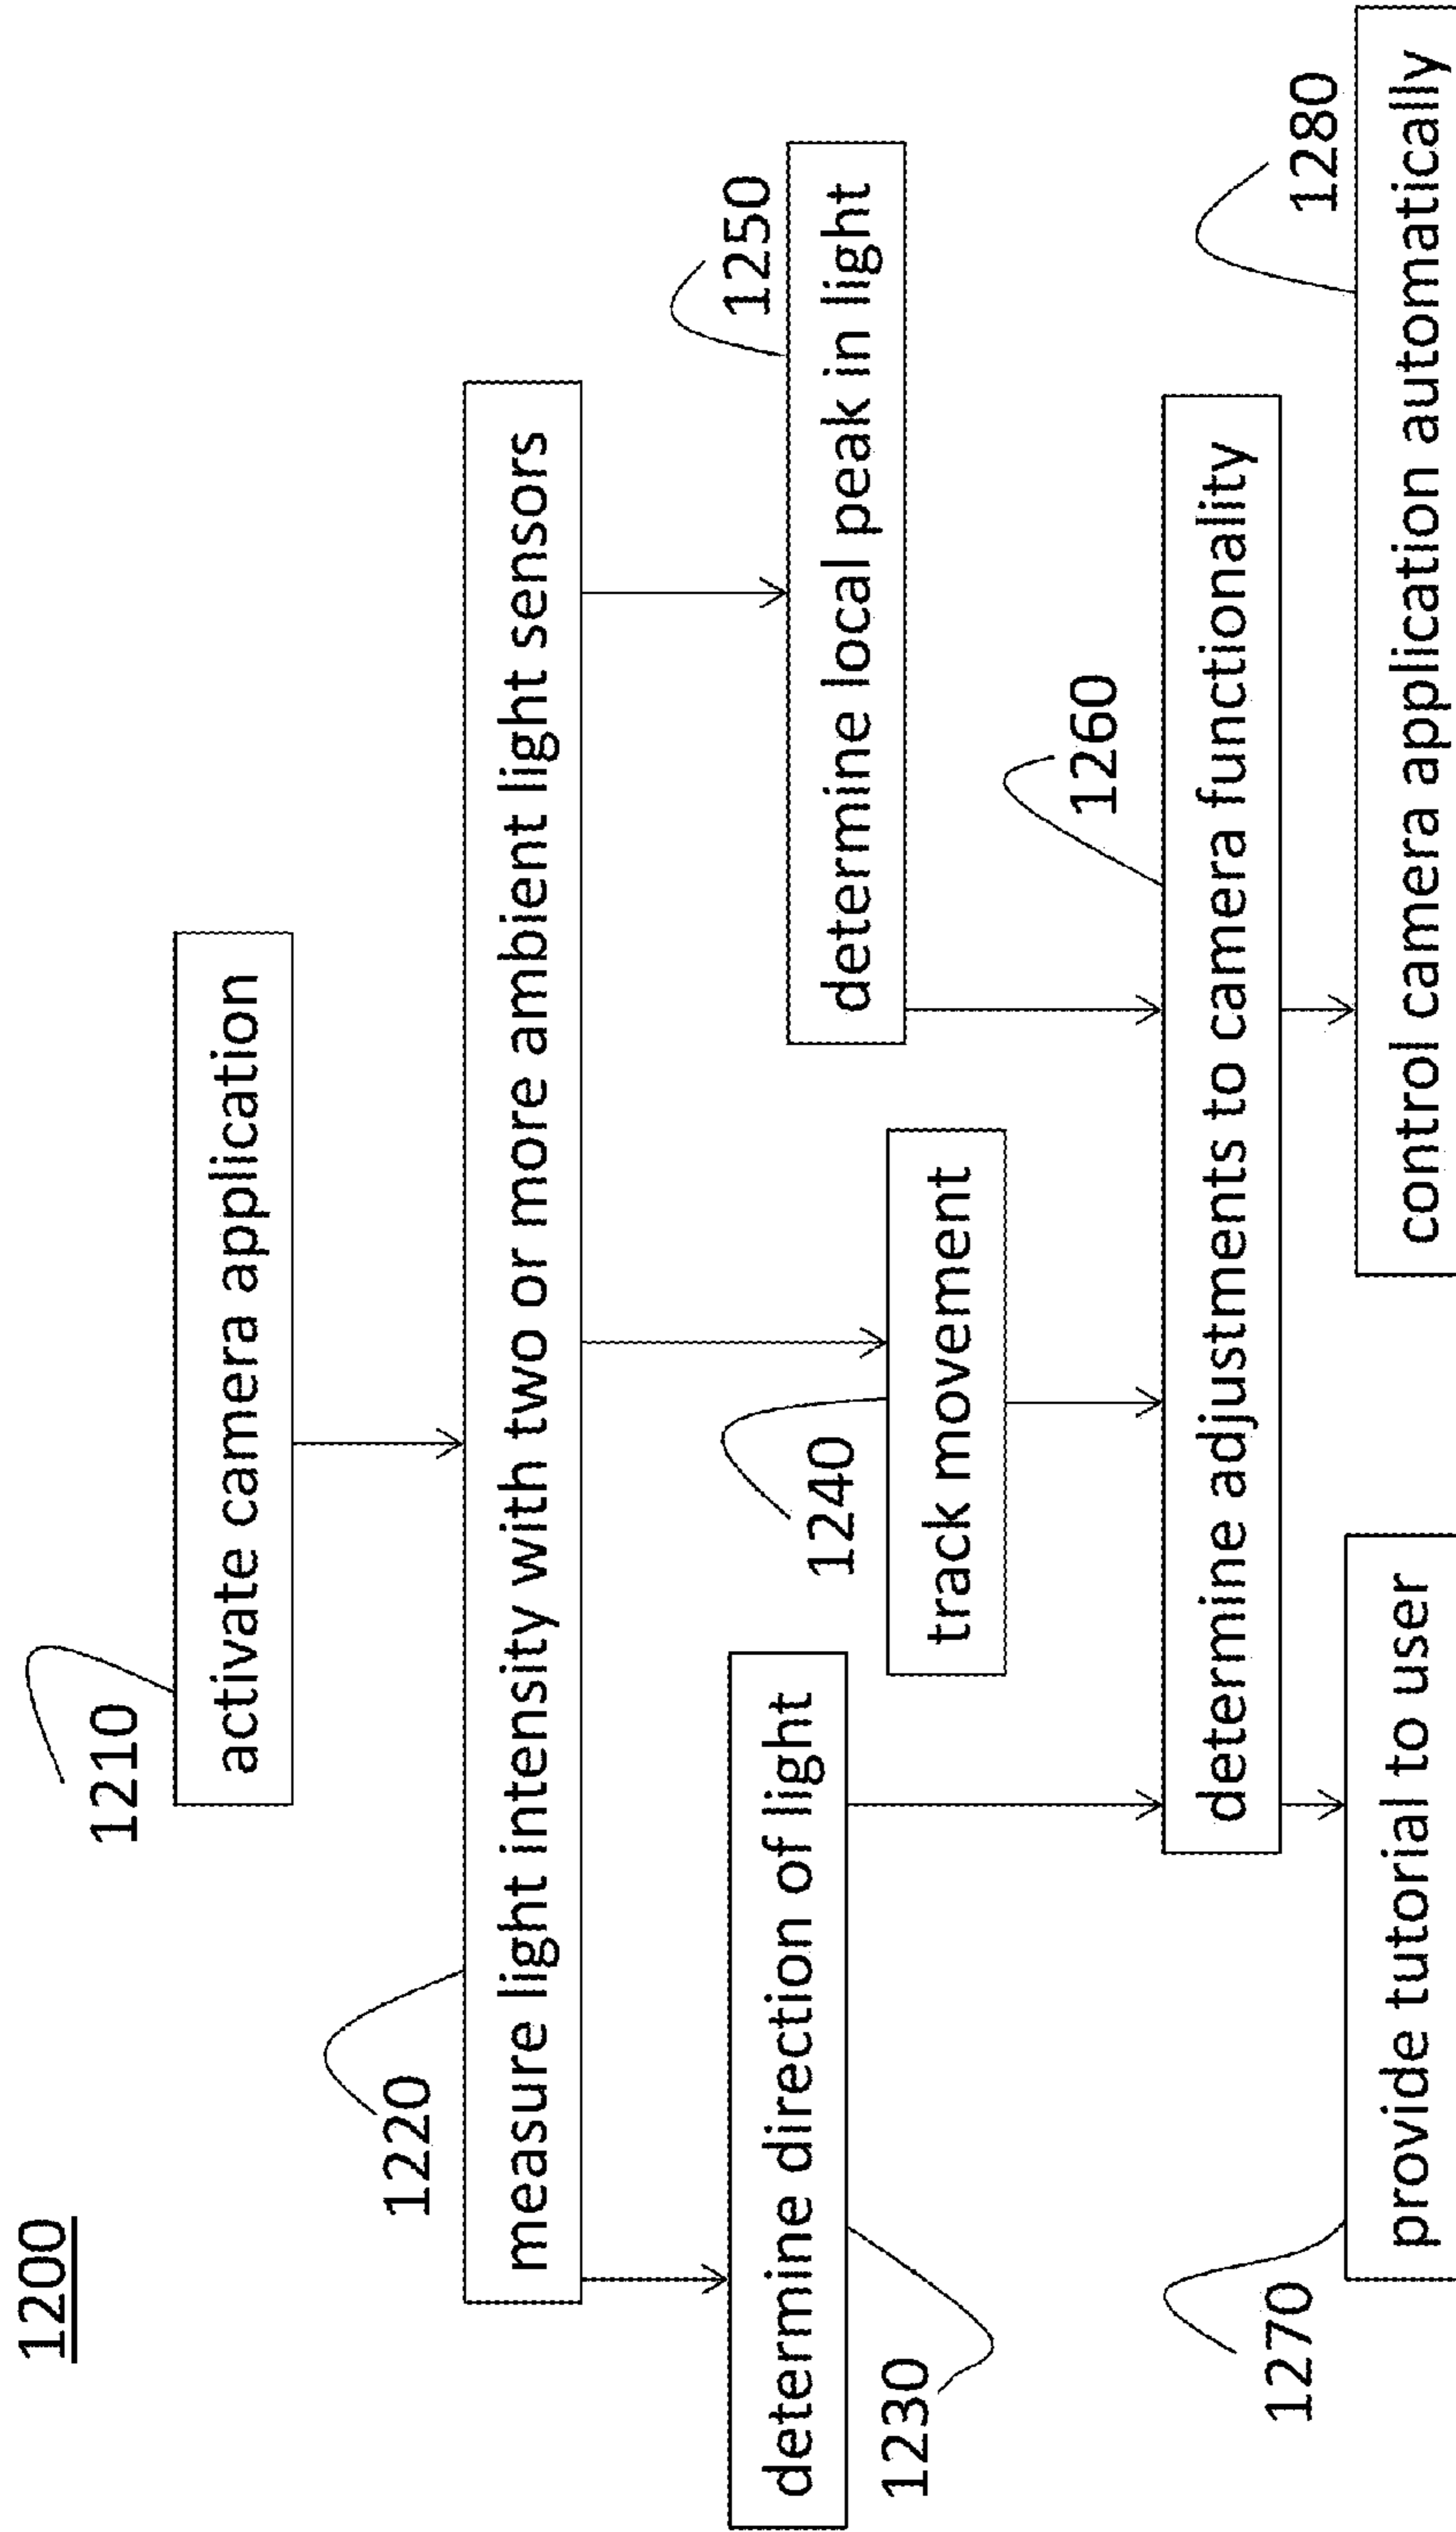 1200
1210
activate camera application
1220
measure light intensity with two or more ambient light sensors
1230
determine direction of light
1240
track movement
1250
determine local peak in light
1260
determine adjustments to camera functionality
1270
provide tutorial to user
1280
control camera application automatically